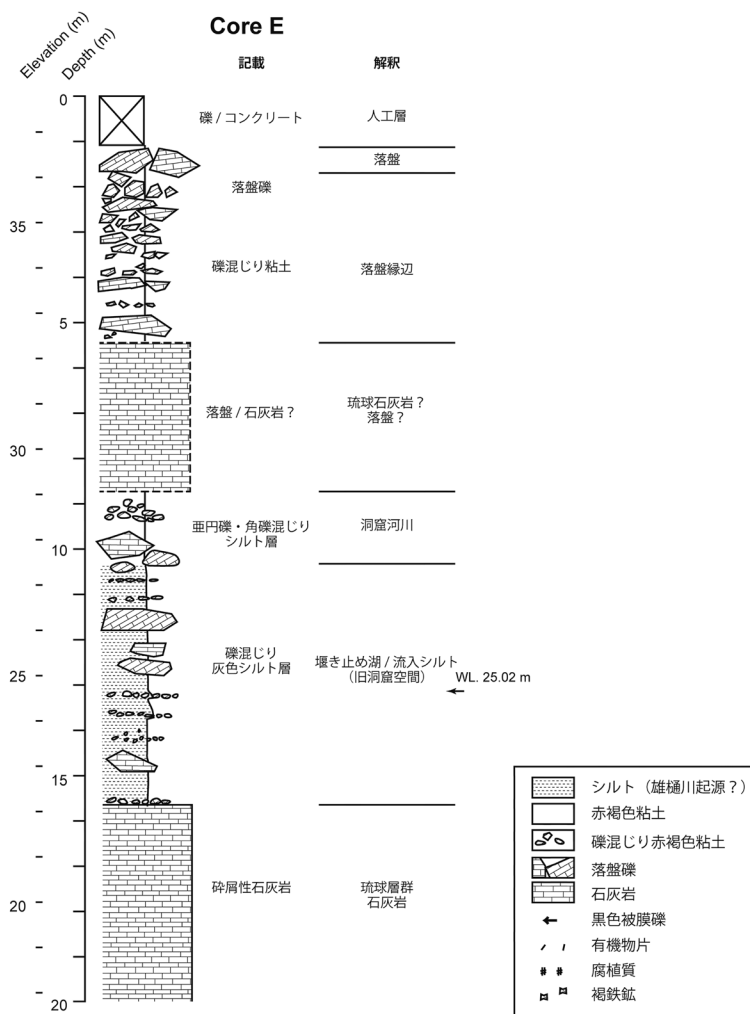 Core E
Elevation (m)
Depth (m)
記載
解釈
0
礫 / コンクリート
人工層
落盤
落盤礫
35
礫混じり粘土
落盤縁辺
5
落盤 / 石灰岩？
琉球石灰岩？
落盤？
30
亜円礫・角礫混じり
シルト層
洞窟河川
10
礫混じり
灰色シルト層
堰き止め湖 / 流入シルト
（旧洞窟空間）
WL. 25.02 m
25
15
砕屑性石灰岩
琉球層群
石灰岩
20
20
シルト（雄樋川起源？）
赤褐色粘土
礫混じり赤褐色粘土
落盤礫
石灰岩
黒色被膜礫
有機物片
腐植質
褐鉄鉱